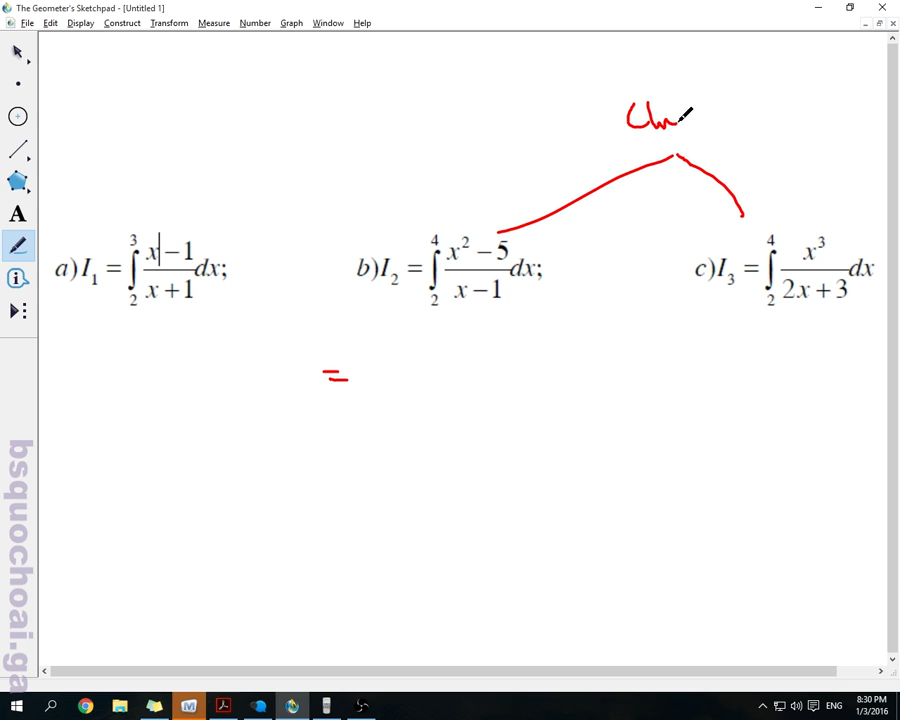 The Geometer's Sketchpad - [Untitled 1]
File Edit Display Construct Transform Measure Number Graph Window Help
A
a) I₁ = ∫₂³ (x-1)/(x+1) dx;
b) I₂ = ∫₂⁴ (x²-5)/(x-1) dx;
c) I₃ = ∫₂⁴ x³/(2x+3) dx
=
bsquochoai.ga
ENG
8:30 PM
1/3/2016